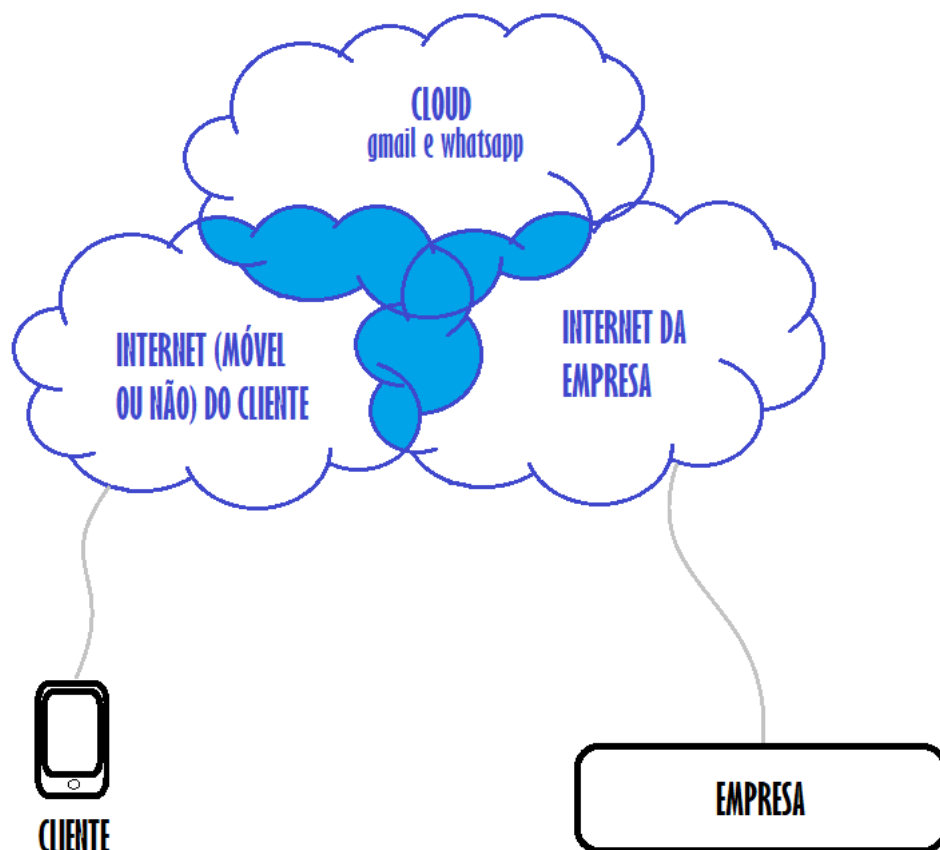 CLOUD
gmail e whatsapp
INTERNET (MÓVEL
OU NÃO) DO CLIENTE
INTERNET DA
EMPRESA
CLIENTE
EMPRESA